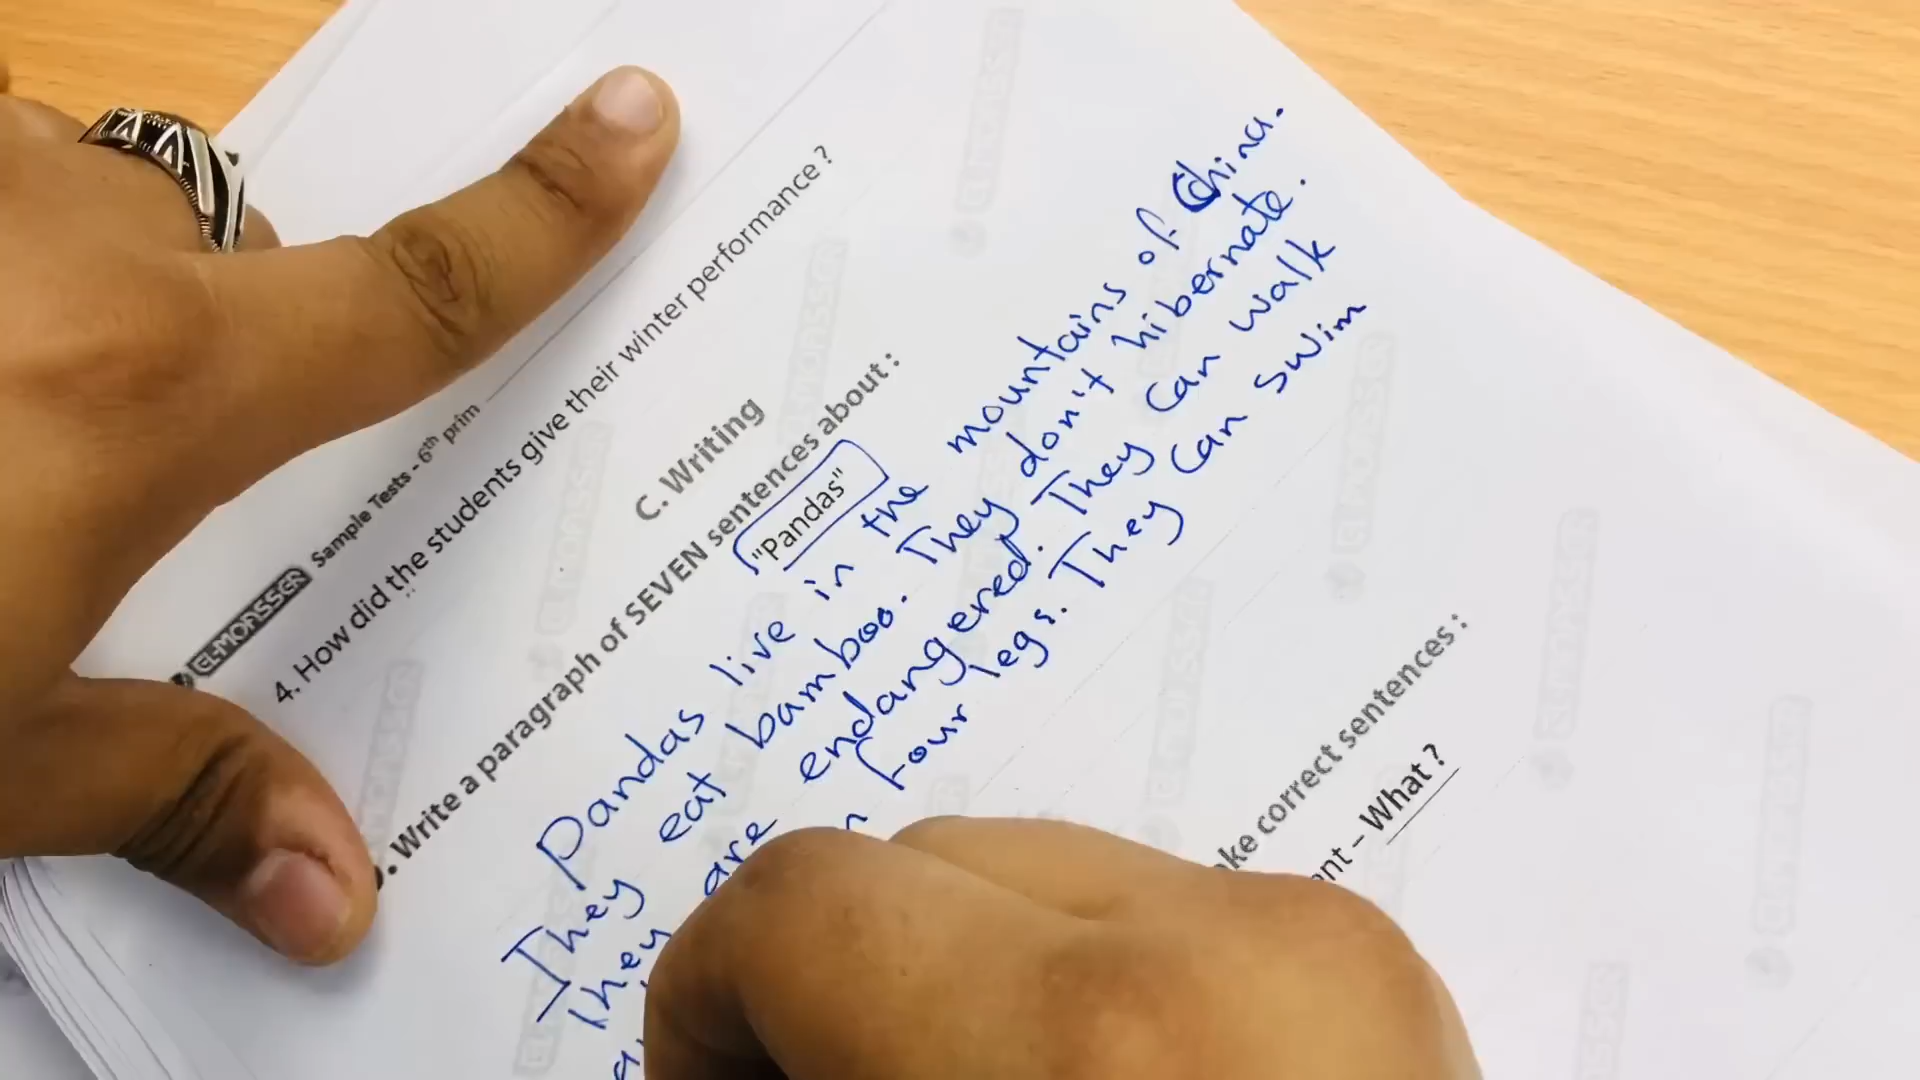 EL-MOASSER Sample Tests - 6th prim
4. How did the students give their winter performance ?
C. Writing
. Write a paragraph of SEVEN sentences about :
"Pandas"
Pandas live in the mountains of China.
They eat bamboo. They don't hibernate.
They are endangered. They can walk
four legs. They can swim
ke correct sentences :
ent – What ?